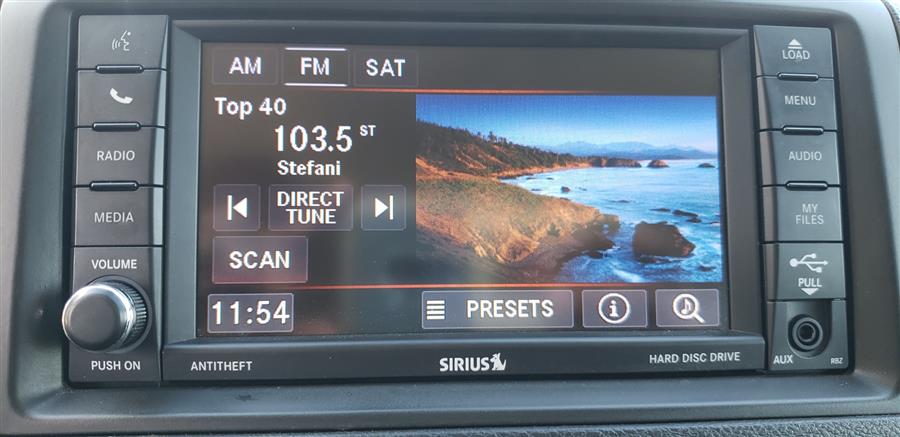 AM FM SAT
Top 40
103.5 ST
Stefani
DIRECT
TUNE
SCAN
11:54
PRESETS
RADIO
MEDIA
VOLUME
PUSH ON
ANTITHEFT
SIRIUS
HARD DISC DRIVE
LOAD
MENU
AUDIO
MY
FILES
PULL
AUX
RBZ